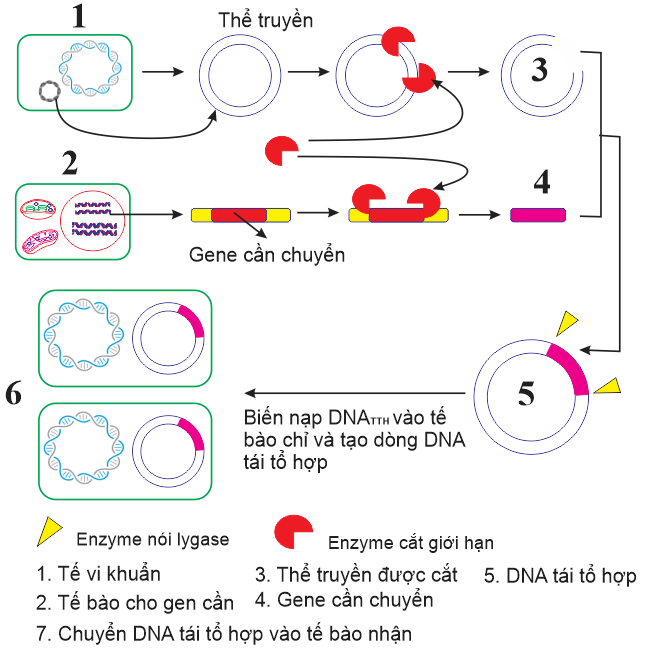 1
Thể truyền
3
2
4
Gene cần chuyển
6
5
Biến nạp DNATTH vào tế
bào chỉ và tạo dòng DNA
tái tổ hợp
Enzyme nói lygase
Enzyme cắt giới hạn
1. Tế vi khuẩn
3. Thể truyền được cắt
5. DNA tái tổ hợp
2. Tế bào cho gen cần
4. Gene cần chuyển
7. Chuyển DNA tái tổ hợp vào tế bào nhận